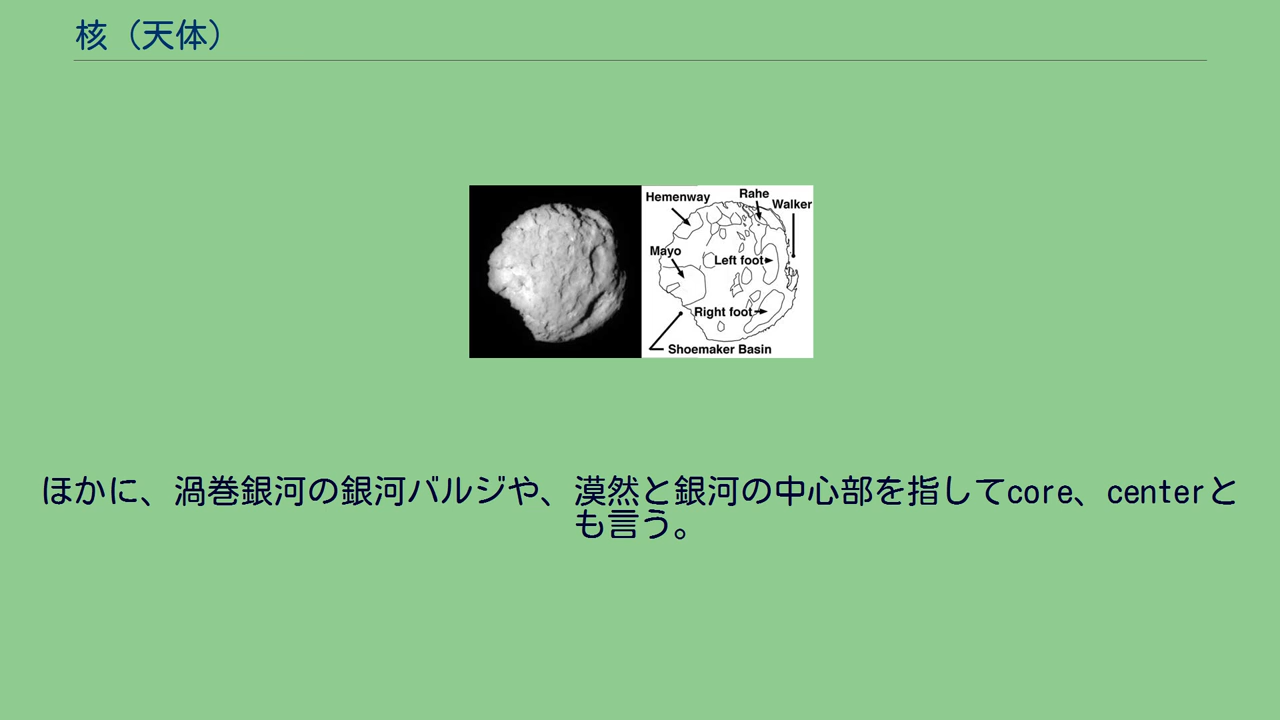 核（天体）
Hemenway
Rahe
Walker
Mayo
Left foot
Right foot
Shoemaker Basin
ほかに、渦巻銀河の銀河バルジや、漠然と銀河の中心部を指してcore、centerと
も言う。